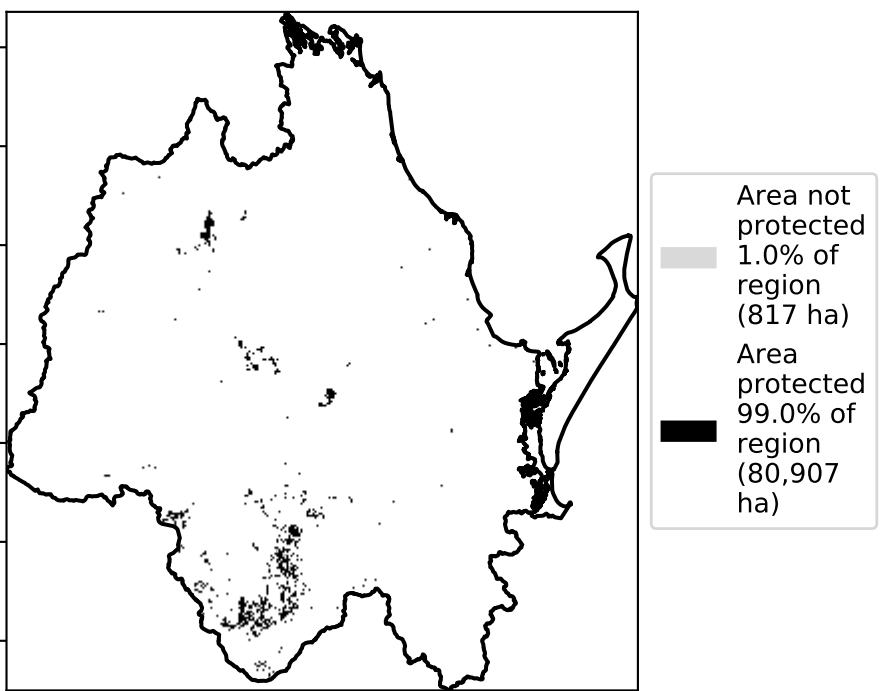 Area not
protected
1.0% of
region
(817 ha)
Area
protected
99.0% of
region
(80,907
ha)